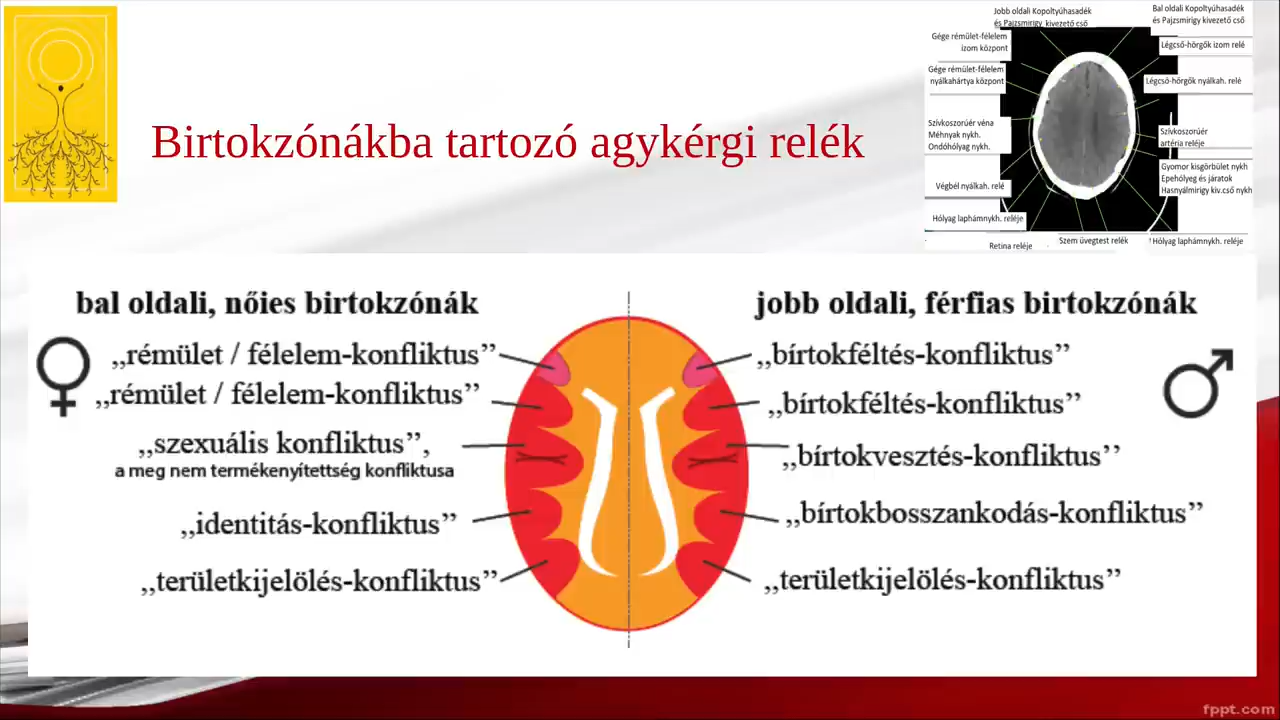 Jobb oldali Kopoltyúhasadék
és Pajzsmirigy kivezető cső
Bal oldali Kopoltyúhasadék
és Pajzsmirigy kivezető cső
Gége rémület-félelem
izom központ
Légcső-hörgők izom relé
Gége rémület-félelem
nyálkahártya központ
Légcső-hörgők nyálkah. relé
Szívkoszorúér véna
Méhnyak nykh.
Ondóhólyag nykh.
Szívkoszorúér
artéria reléje
Gyomor kisgörbület nykh
Epehólyeg és járatok
Hasnyálmirigy kiv.cső nykh
Végbél nyálkah. relé
Hólyag laphámnykh. reléje
Retina reléje
Szem üvegtest relék
Hólyag laphámnykh. reléje
Birtokzónákba tartozó agykérgi relék
bal oldali, nőies birtokzónák
,,rémület / félelem-konfliktus”
,,rémület / félelem-konfliktus”
,,szexuális konfliktus”,
a meg nem termékenyítettség konfliktusa
,,identitás-konfliktus”
,,területkijelölés-konfliktus”
jobb oldali, férfias birtokzónák
,,bírtokféltés-konfliktus”
,,bírtokféltés-konfliktus”
,,bírtokvesztés-konfliktus’’
,,bírtokbosszankodás-konfliktus”
,,területkijelölés-konfliktus”
fppt.com